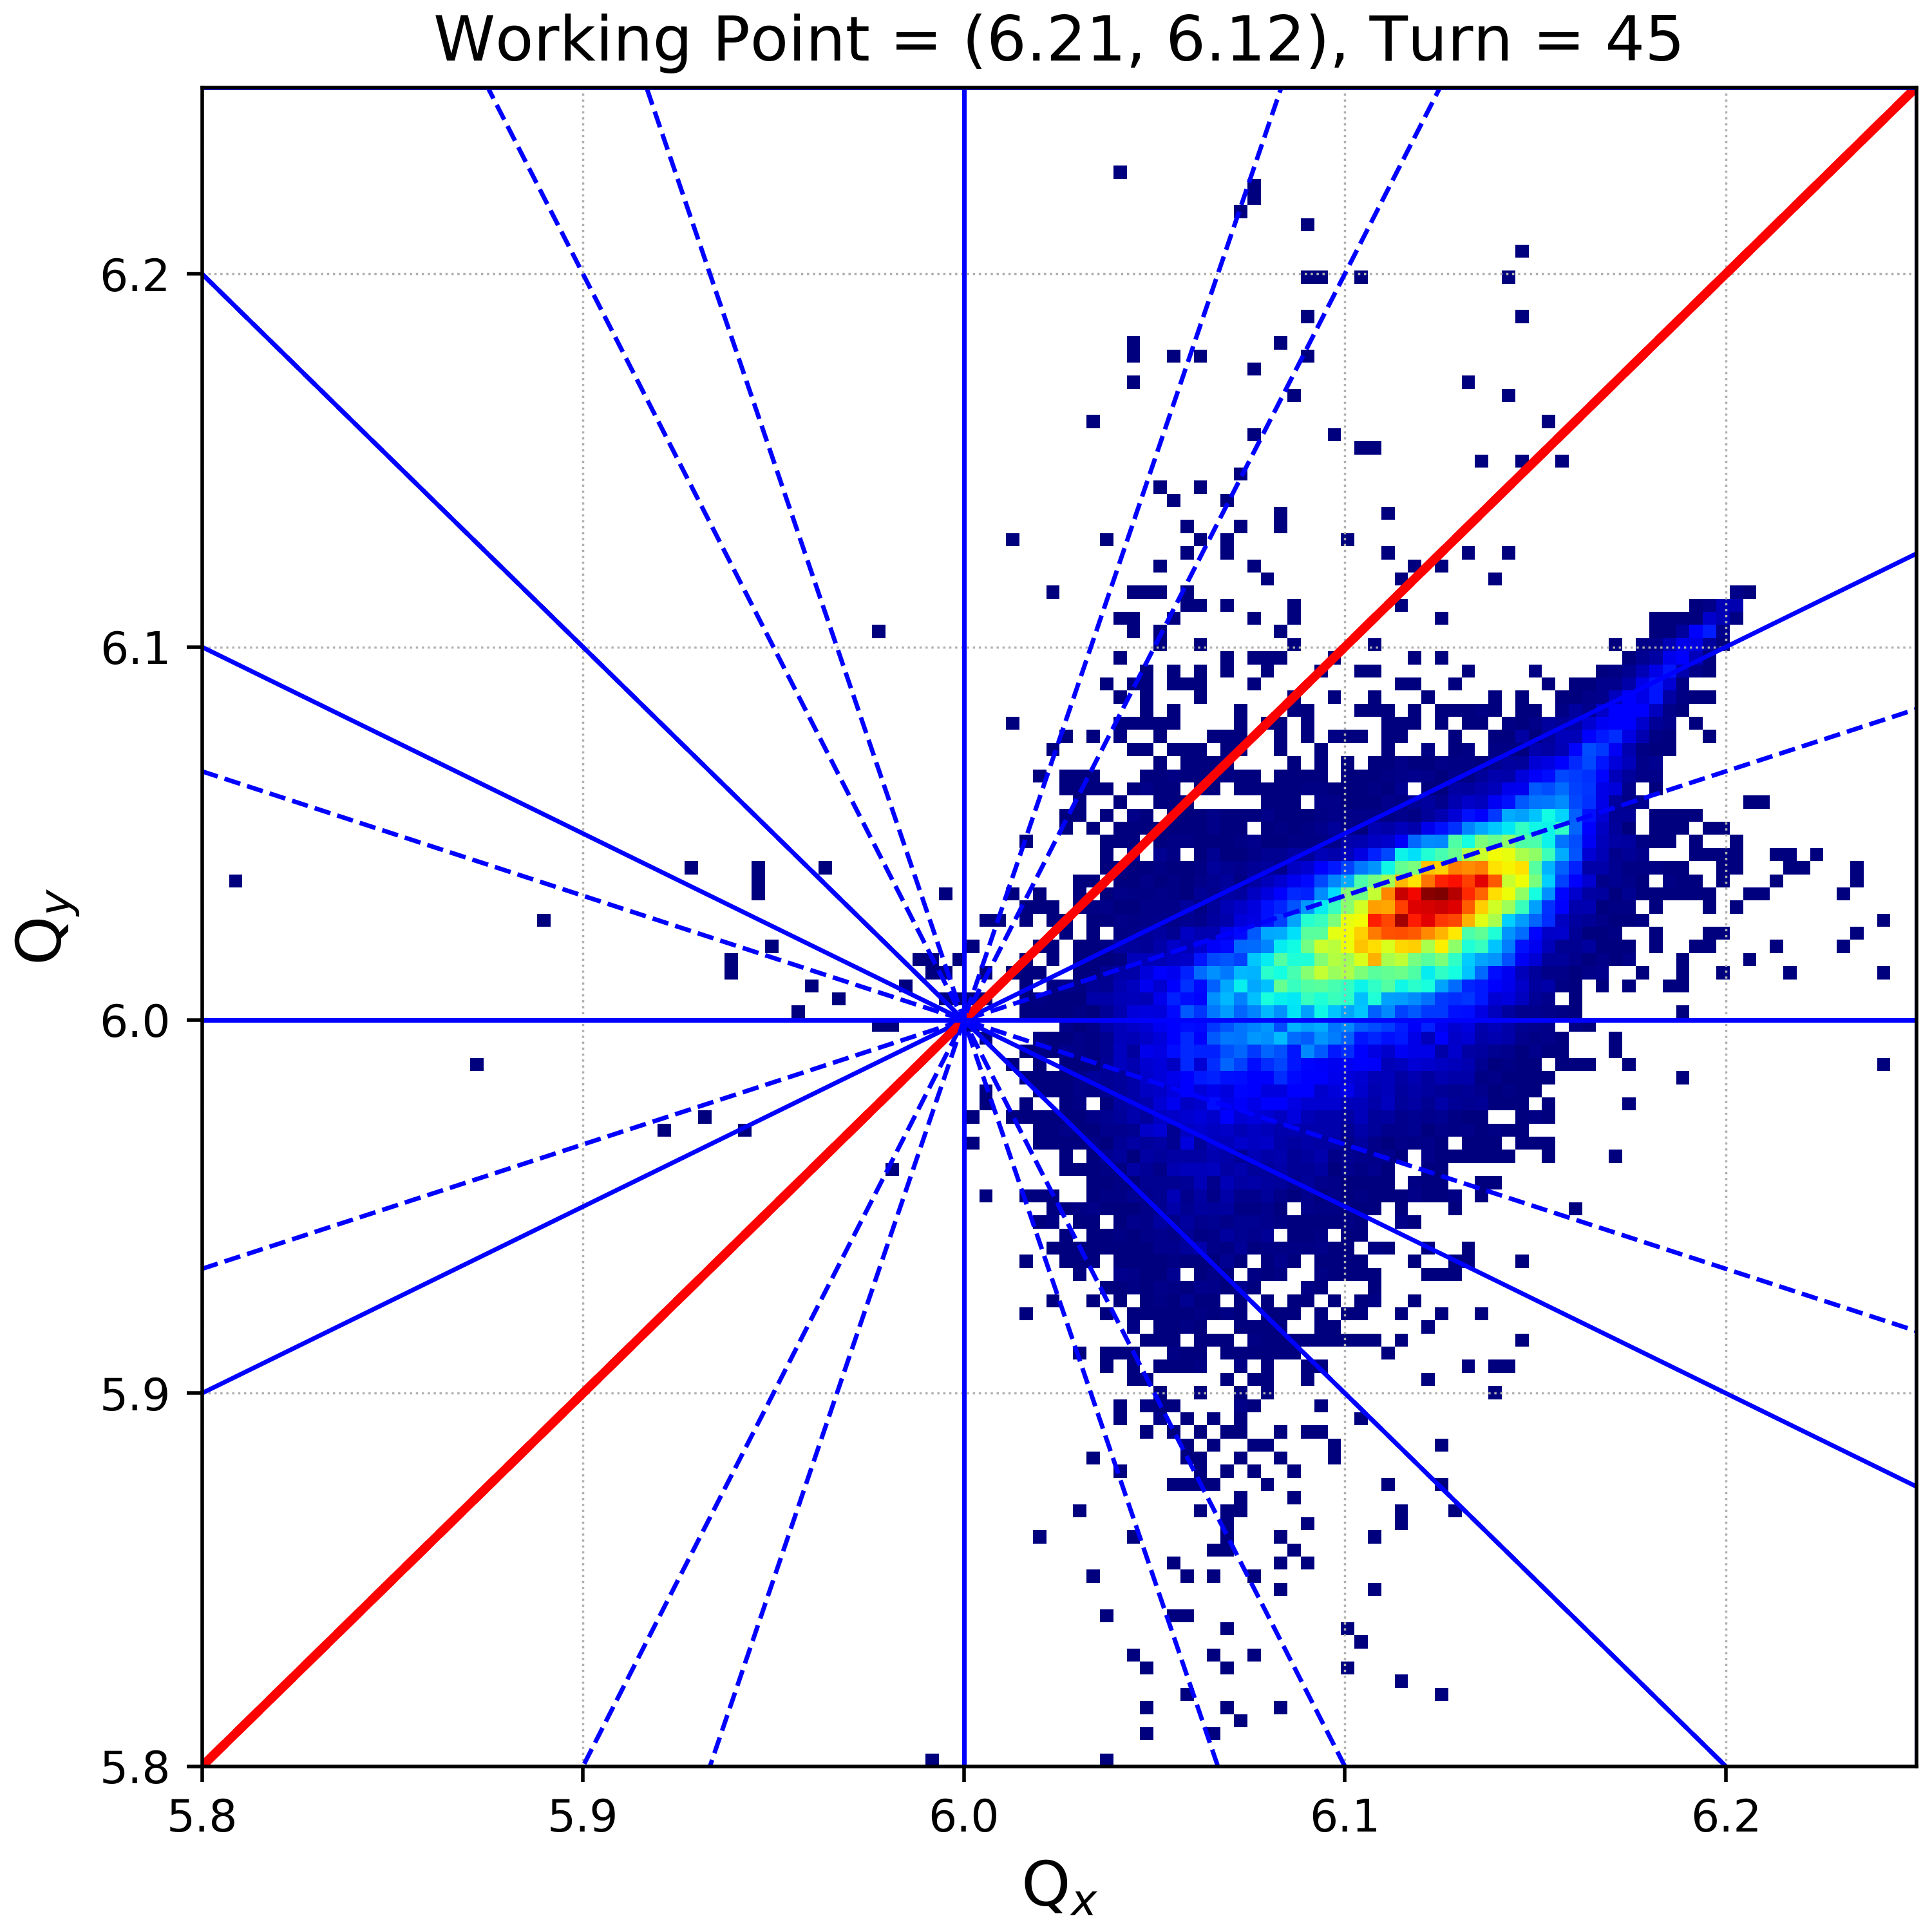 Working Point = (6.21, 6.12), Turn = 45
6.2
6.1
6.0
5.9
5.8
Qy
5.8 5.9 6.0 6.1 6.2
Qx